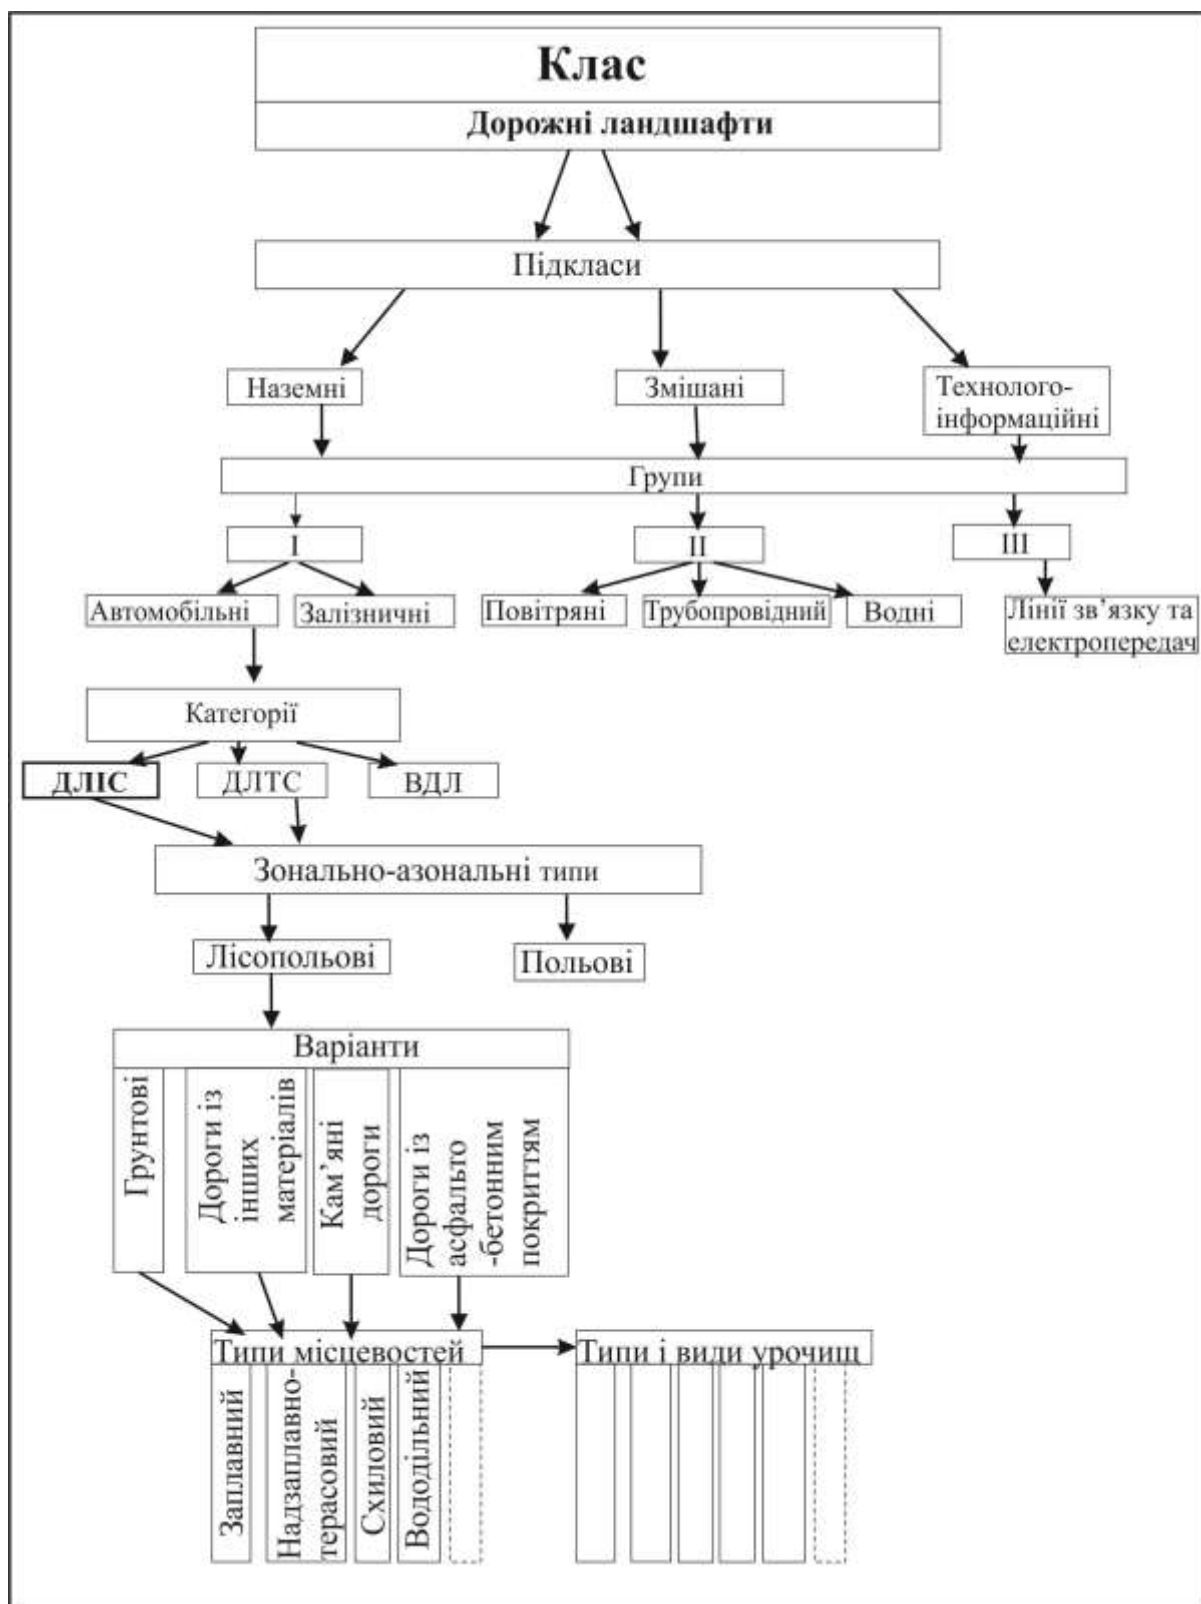 Клас
Дорожні ландшафти
Підкласи
Наземні
Змішані
Технолого-
інформаційні
Групи
І
ІІ
ІІІ
Автомобільні
Залізничні
Повітряні
Трубопровідний
Водні
Лінії зв’язку та
електропередач
Категорії
ДЛІС
ДЛТС
ВДЛ
Зонально-азональні типи
Лісопольові
Польові
Варіанти
Грунтові
Дороги із
інших
матеріалів
Кам’яні
дороги
Дороги із
асфальто
-бетонним
покриттям
Типи місцевостей
Типи і види урочищ
Заплавний
Надзаплавно-
терасовий
Схиловий
Вододільний